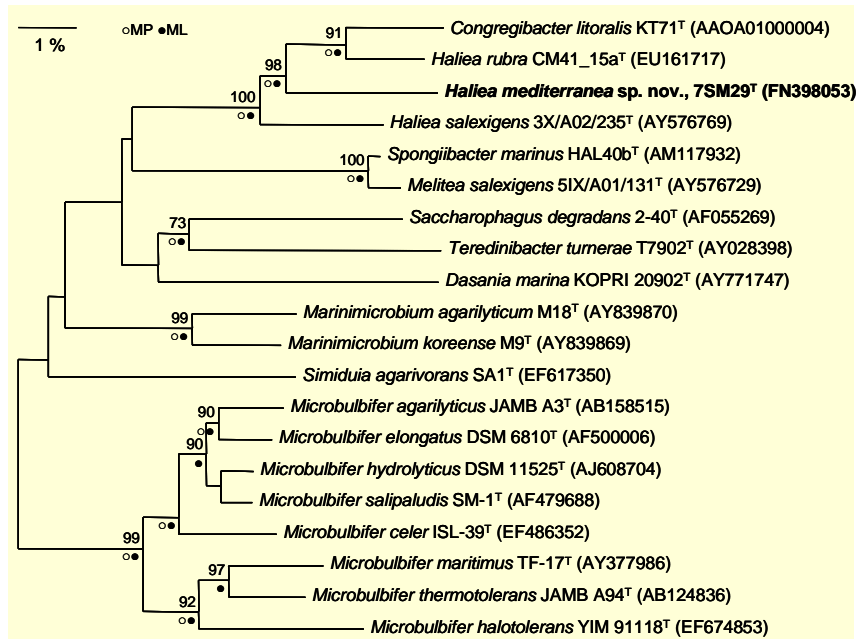 1 %
○MP ●ML
91
Congregibacter litoralis KT71ᵀ (AAOA01000004)
○●
Haliea rubra CM41_15aᵀ (EU161717)
98
○●
Haliea mediterranea sp. nov., 7SM29ᵀ (FN398053)
100
○●
Haliea salexigens 3X/A02/235ᵀ (AY576769)
Spongiibacter marinus HAL40bᵀ (AM117932)
100
○●
Melitea salexigens 5IX/A01/131ᵀ (AY576729)
Saccharophagus degradans 2-40ᵀ (AF055269)
73
○●
Teredinibacter turnerae T7902ᵀ (AY028398)
Dasania marina KOPRI 20902ᵀ (AY771747)
Marinimicrobium agarilyticum M18ᵀ (AY839870)
99
○●
Marinimicrobium koreense M9ᵀ (AY839869)
Simiduia agarivorans SA1ᵀ (EF617350)
Microbulbifer agarilyticus JAMB A3ᵀ (AB158515)
90
○●
Microbulbifer elongatus DSM 6810ᵀ (AF500006)
90
●
Microbulbifer hydrolyticus DSM 11525ᵀ (AJ608704)
Microbulbifer salipaludis SM-1ᵀ (AF479688)
○●
Microbulbifer celer ISL-39ᵀ (EF486352)
99
○●
Microbulbifer maritimus TF-17ᵀ (AY377986)
97
●
Microbulbifer thermotolerans JAMB A94ᵀ (AB124836)
92
○●
Microbulbifer halotolerans YIM 91118ᵀ (EF674853)